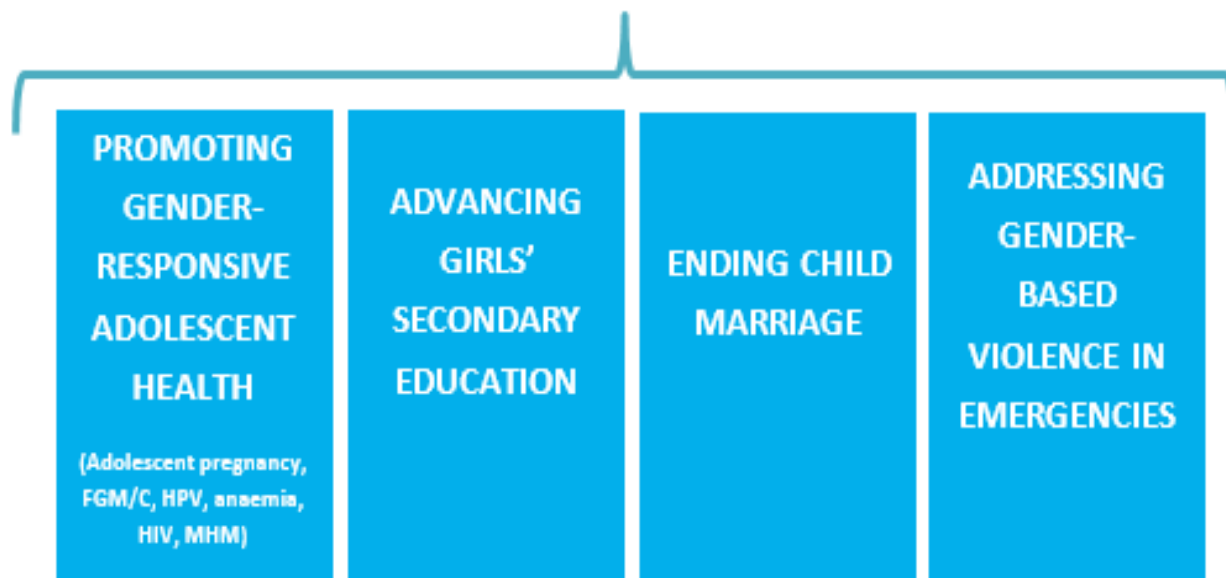 PROMOTING
GENDER-
RESPONSIVE
ADOLESCENT
HEALTH
(Adolescent pregnancy,
FGM/C, HPV, anaemia,
HIV, MHM)
ADVANCING
GIRLS’
SECONDARY
EDUCATION
ENDING CHILD
MARRIAGE
ADDRESSING
GENDER-
BASED
VIOLENCE IN
EMERGENCIES